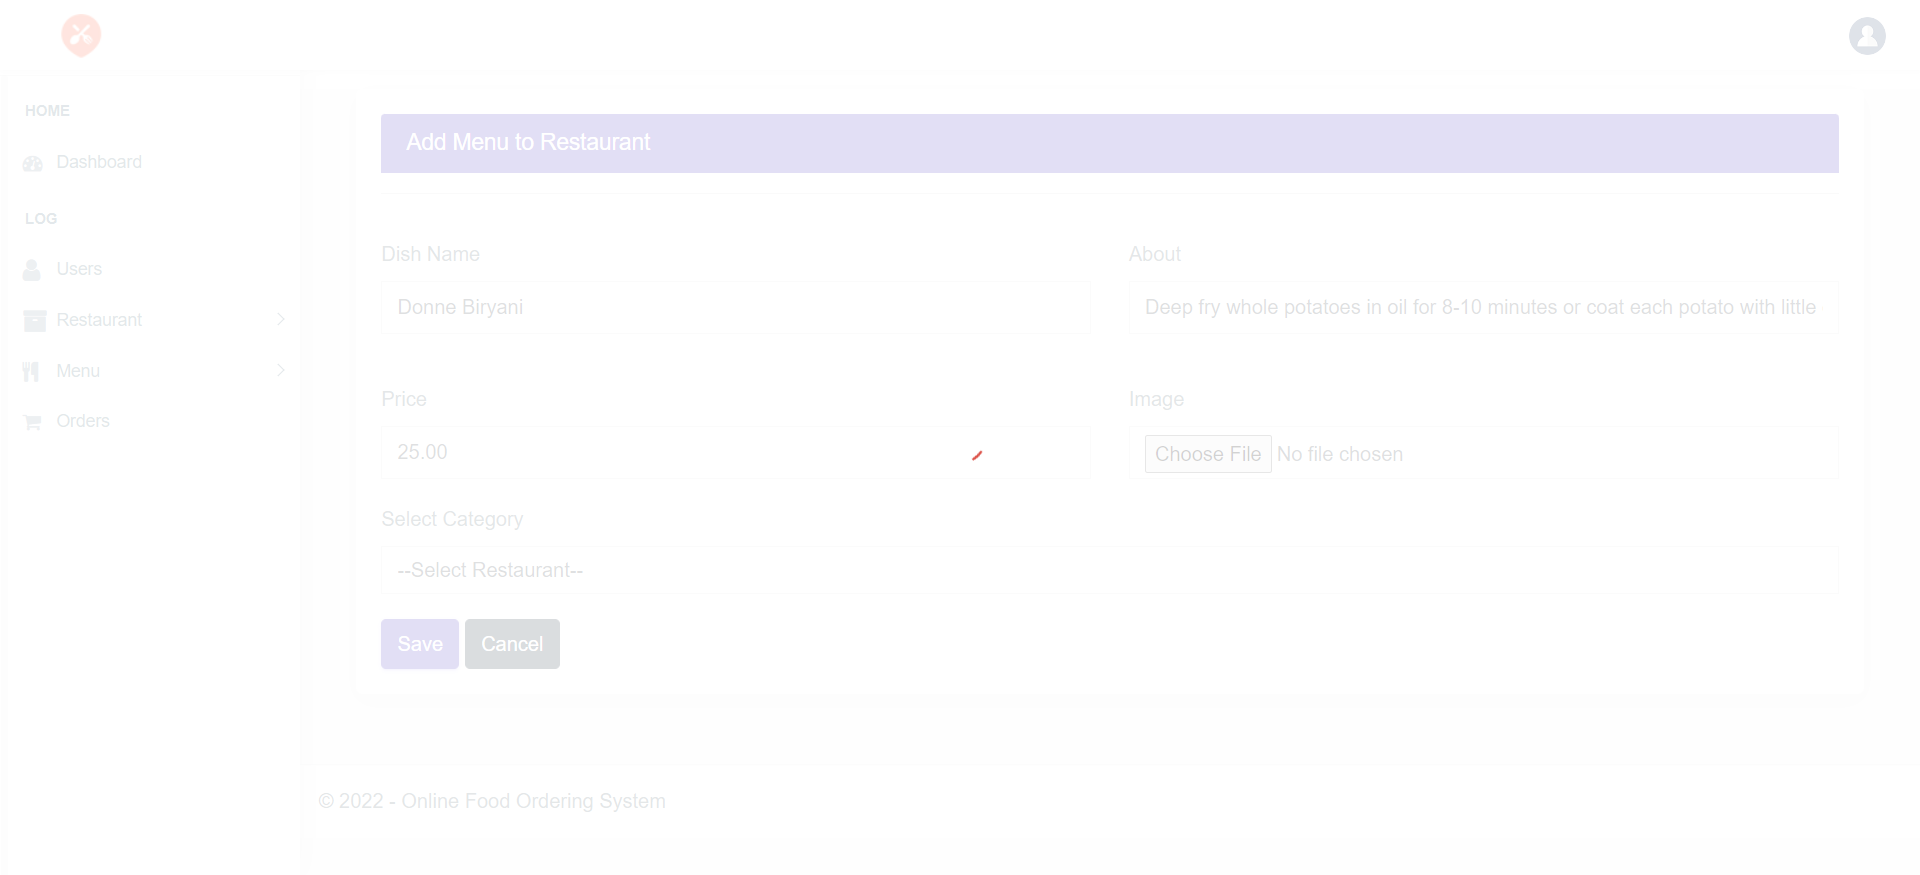 HOME
Dashboard
LOG
Users
Restaurant
Menu
Orders
Add Menu to Restaurant
Dish Name
Donne Biryani
About
Deep fry whole potatoes in oil for 8-10 minutes or coat each potato with little
Price
25.00
Image
Choose File No file chosen
Select Category
--Select Restaurant--
Save Cancel
© 2022 - Online Food Ordering System